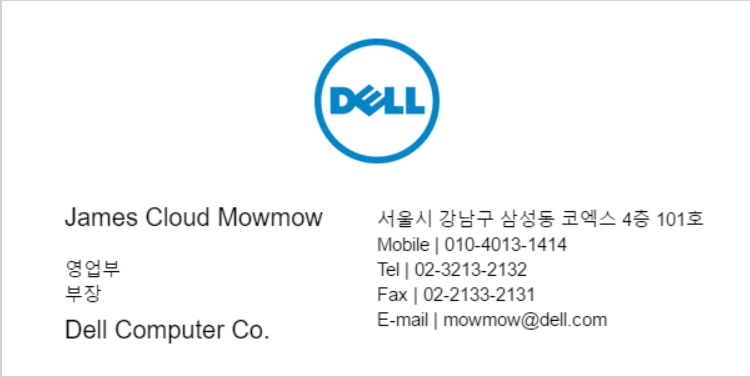 DELL
James Cloud Mowmow
영업부
부장
Dell Computer Co.
서울시 강남구 삼성동 코엑스 4층 101호
Mobile | 010-4013-1414
Tel | 02-3213-2132
Fax | 02-2133-2131
E-mail | mowmow@dell.com